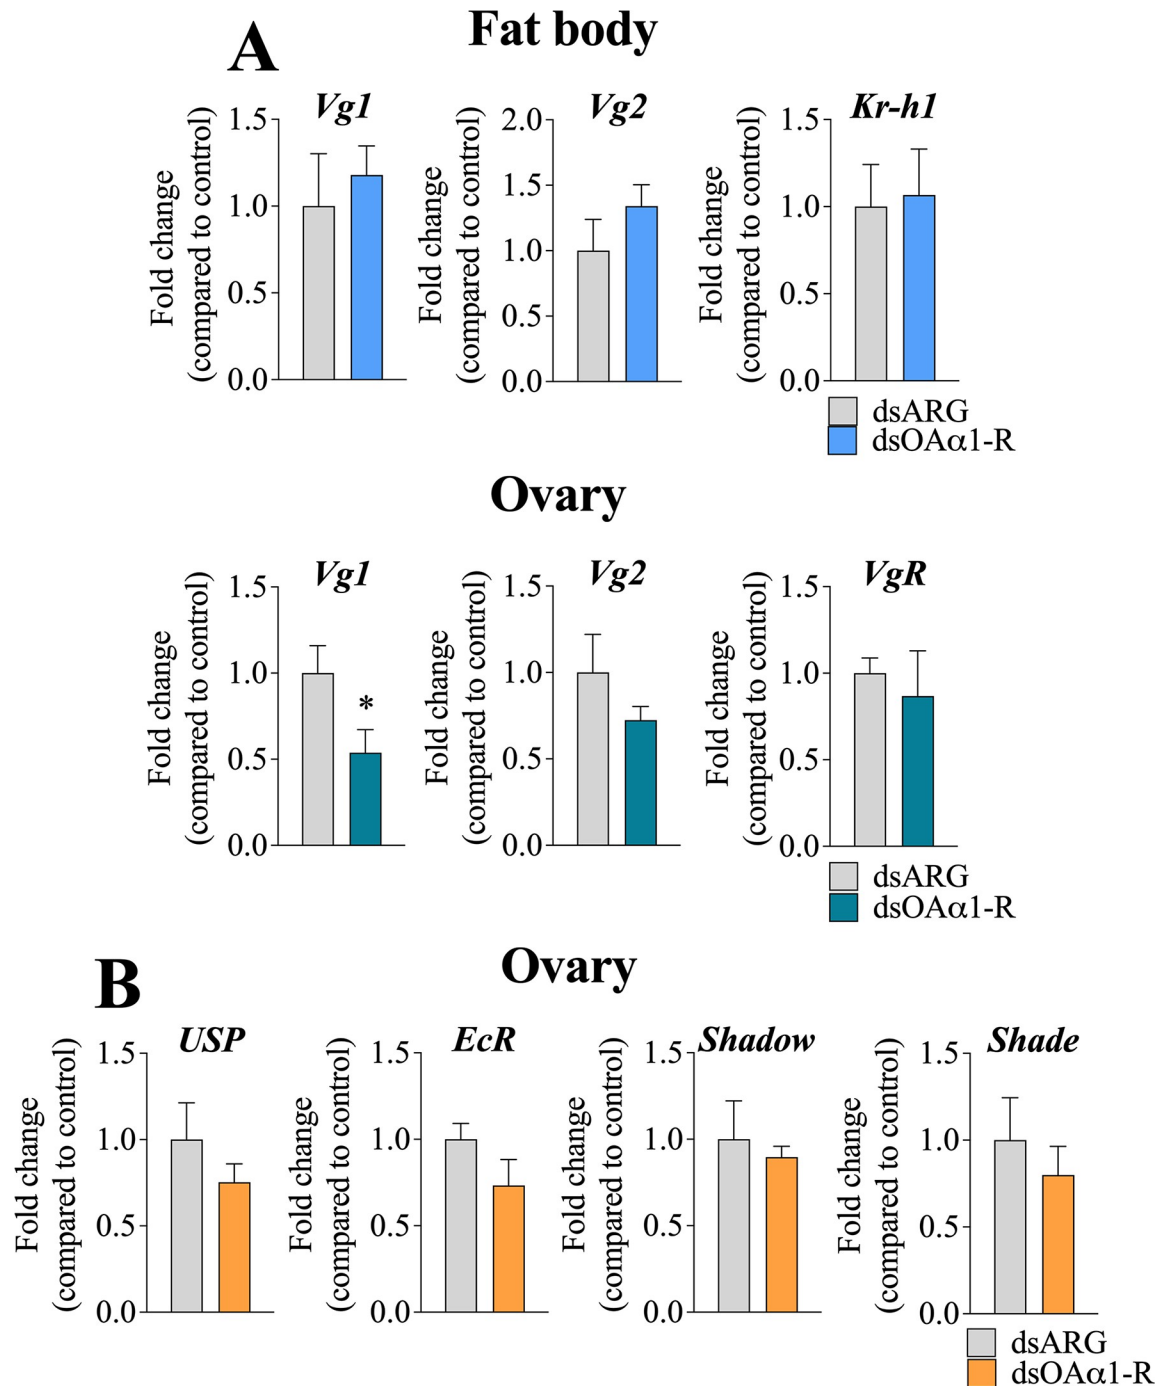 A
Fat body
Vg1
Vg2
Kr-h1
Fold change
(compared to control)
1.5
1.0
0.5
0.0
Fold change
(compared to control)
2.0
1.5
1.0
0.5
0.0
Fold change
(compared to control)
1.5
1.0
0.5
0.0
dsARG
dsOAα1-R
Ovary
Vg1
Vg2
VgR
Fold change
(compared to control)
1.5
1.0
0.5
0.0
*
Fold change
(compared to control)
1.5
1.0
0.5
0.0
Fold change
(compared to control)
1.5
1.0
0.5
0.0
dsARG
dsOAα1-R
B
Ovary
USP
EcR
Shadow
Shade
Fold change
(compared to control)
1.5
1.0
0.5
0.0
Fold change
(compared to control)
1.5
1.0
0.5
0.0
Fold change
(compared to control)
1.5
1.0
0.5
0.0
Fold change
(compared to control)
1.5
1.0
0.5
0.0
dsARG
dsOAα1-R